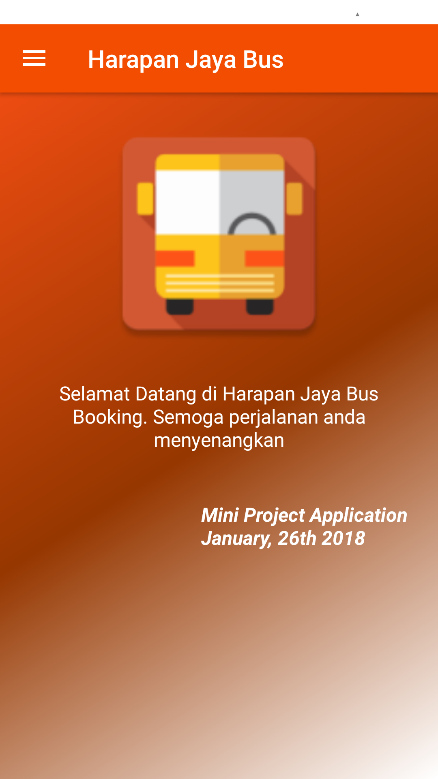 Harapan Jaya Bus
Selamat Datang di Harapan Jaya Bus
Booking. Semoga perjalanan anda
menyenangkan
Mini Project Application
January, 26th 2018